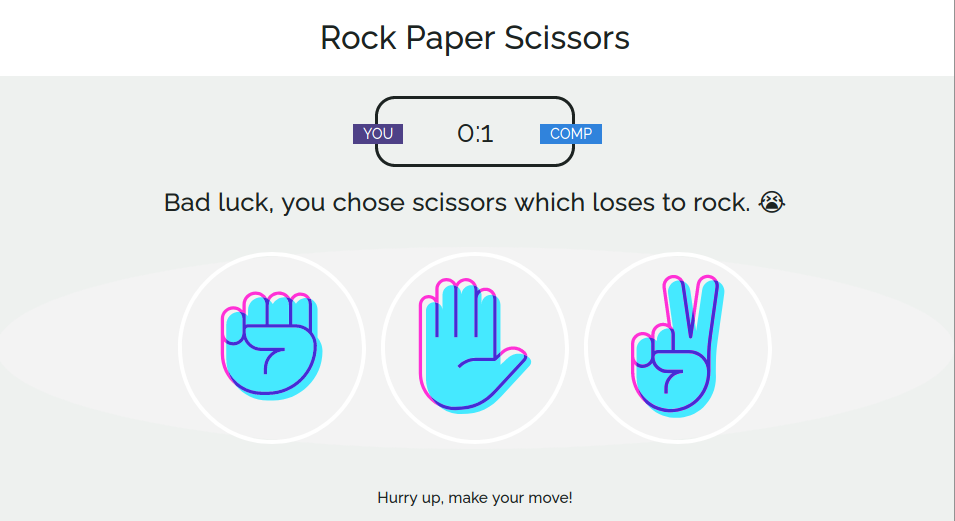 Rock Paper Scissors
YOU 0:1 COMP
Bad luck, you chose scissors which loses to rock. 😭
Hurry up, make your move!